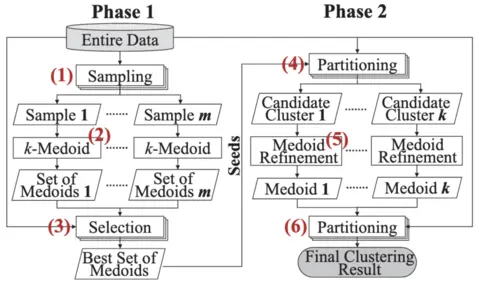 Phase 1
Entire Data
(1) Sampling
Sample 1 ...... Sample m
(2)
k-Medoid ...... k-Medoid
Set of
Medoids 1 ...... Set of
Medoids m
(3) Selection
Best Set of
Medoids
Seeds
Phase 2
(4) Partitioning
Candidate
Cluster 1 ...... Candidate
Cluster k
(5)
Medoid
Refinement ...... Medoid
Refinement
Medoid 1 ...... Medoid k
(6) Partitioning
Final Clustering
Result